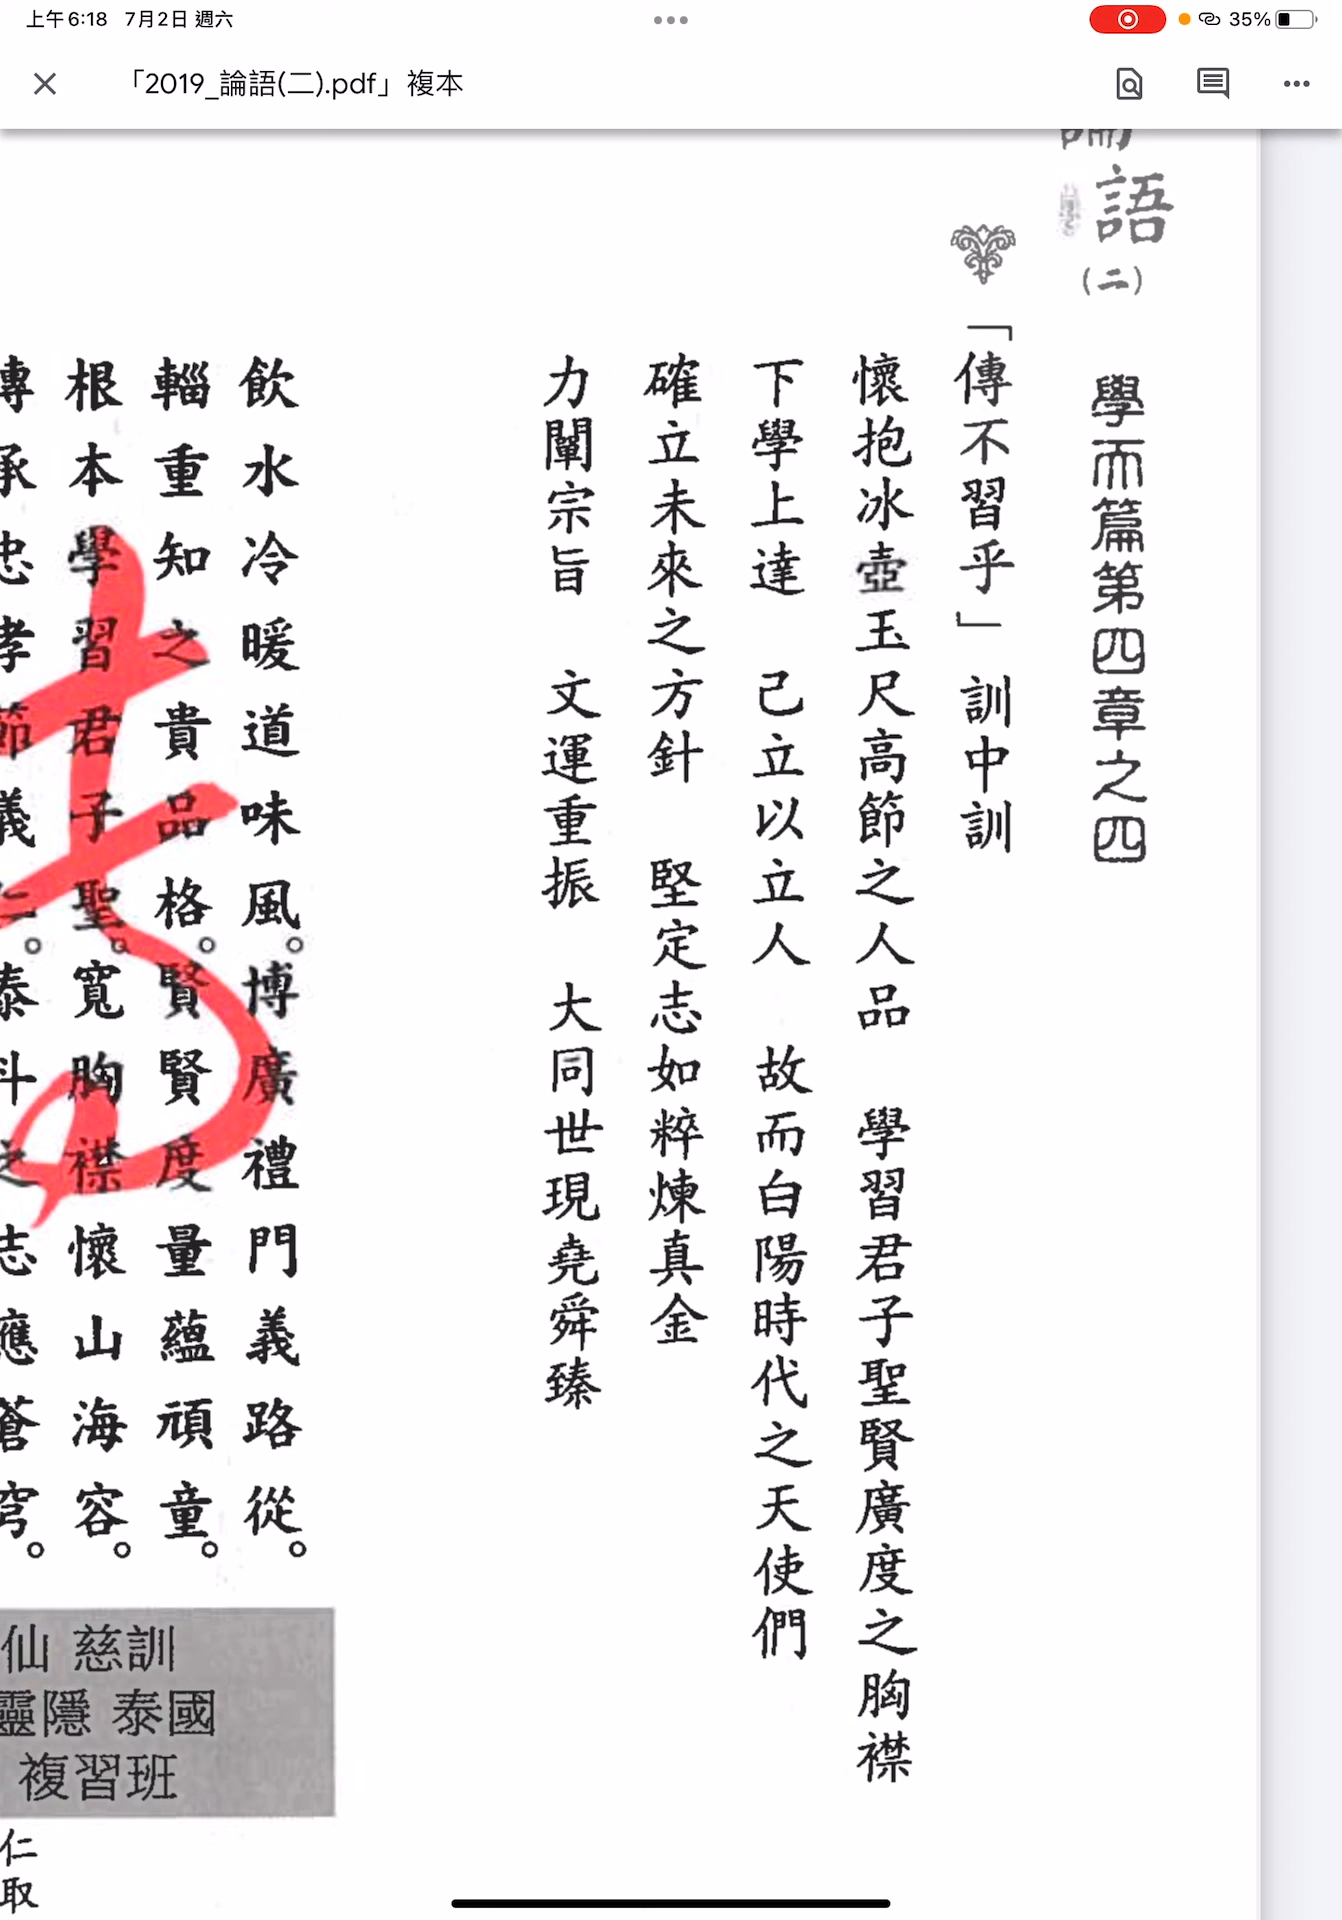 上午6:18 7月2日 週六
35%
「2019_論語(二).pdf」複本
論語
(二)
學而篇第四章之四
「傳不習乎」訓中訓
懷抱冰壺玉尺高節之人品 學習君子聖賢廣度之胸襟
下學上達 己立以立人 故而白陽時代之天使們
確立未來之方針 堅定志如粹煉真金
力闡宗旨 文運重振 大同世現堯舜臻
飲水冷暖道味風。博廣禮門義路從。
輜重知之貴品格。賢賢度量蘊頑童。
根本學習君子聖。寬胸襟懷山海容。
傳承忠孝節義仁。泰斗之志應蒼穹。
仙 慈訓
靈隱 泰國
複習班
仁
取